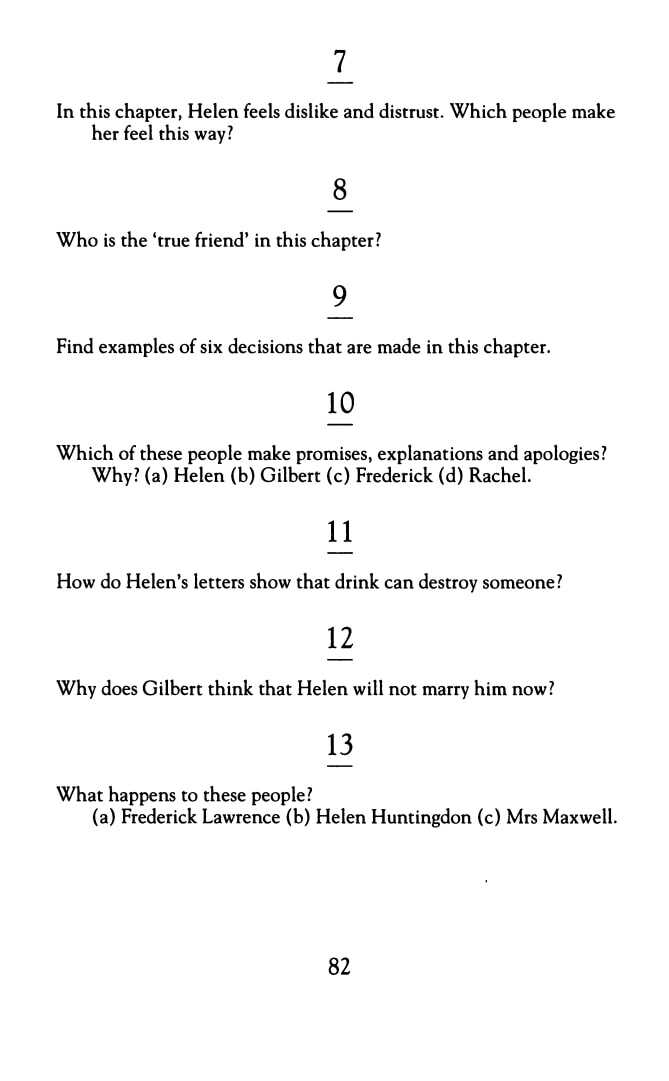 7
In this chapter, Helen feels dislike and distrust. Which people make
her feel this way?
8
Who is the ‘true friend’ in this chapter?
9
Find examples of six decisions that are made in this chapter.
10
Which of these people make promises, explanations and apologies?
Why? (a) Helen (b) Gilbert (c) Frederick (d) Rachel.
11
How do Helen’s letters show that drink can destroy someone?
12
Why does Gilbert think that Helen will not marry him now?
13
What happens to these people?
(a) Frederick Lawrence (b) Helen Huntingdon (c) Mrs Maxwell.
82